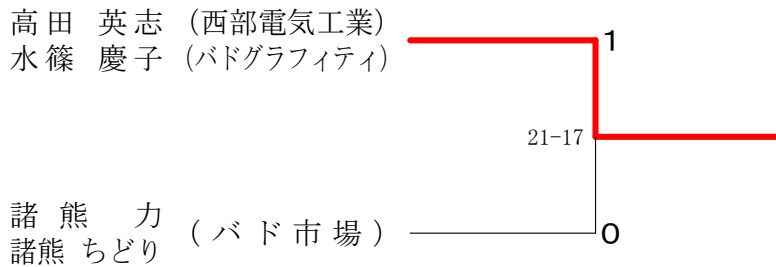 高田 英志 (西部電気工業)
水篠 慶子 (バドグラフィティ)
1
21-17
諸熊 力
諸熊 ちどり
(バド市場)
0